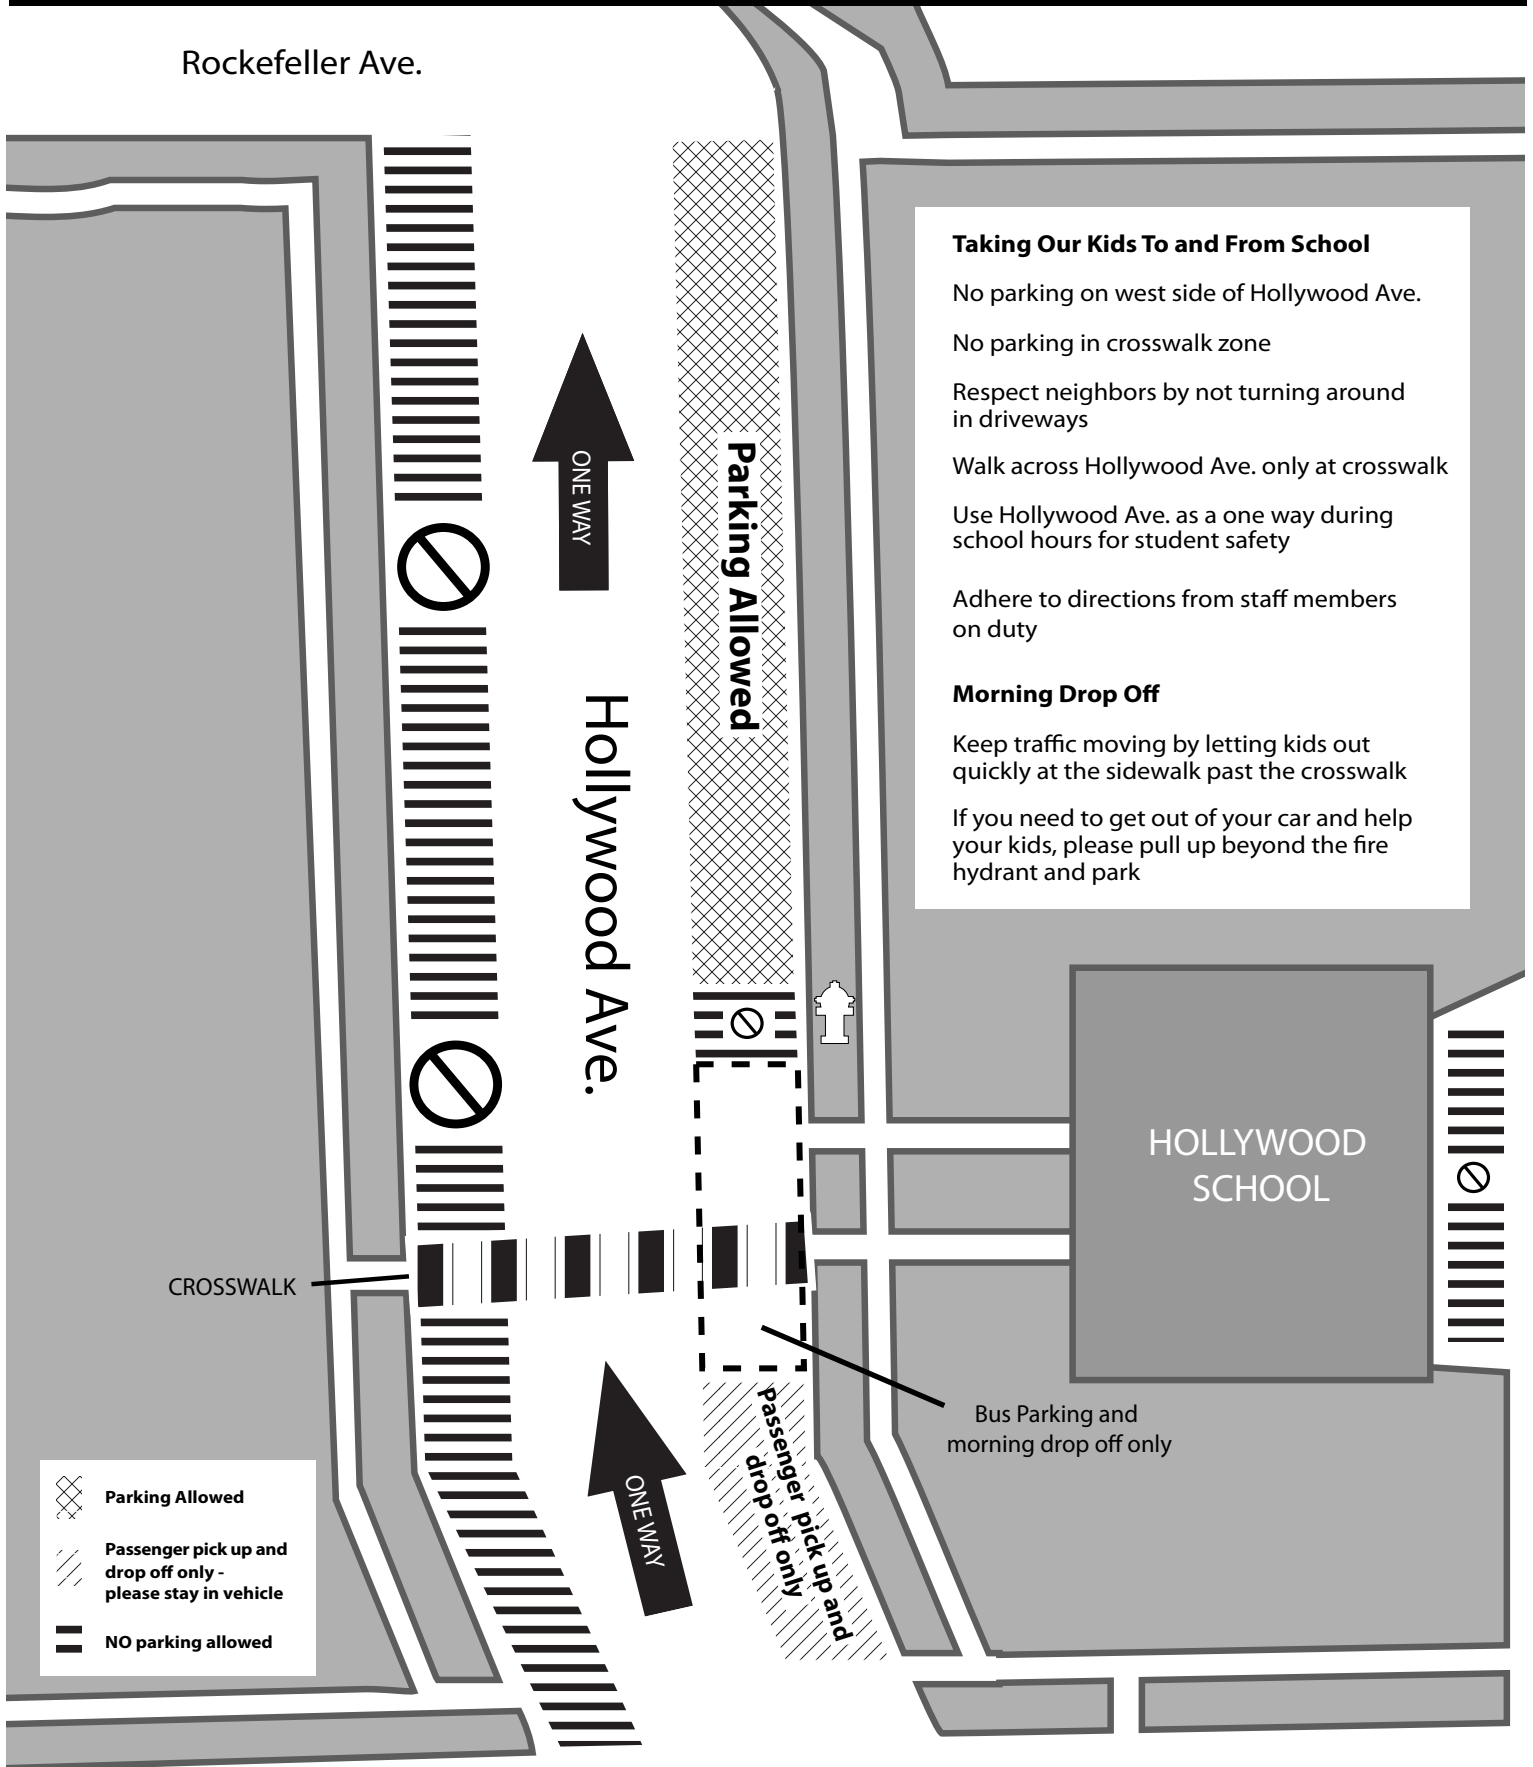 Rockefeller Ave.
Taking Our Kids To and From School
No parking on west side of Hollywood Ave.
No parking in crosswalk zone
Respect neighbors by not turning around
in driveways
Walk across Hollywood Ave. only at crosswalk
Use Hollywood Ave. as a one way during
school hours for student safety
Adhere to directions from staff members
on duty
Morning Drop Off
Keep traffic moving by letting kids out
quickly at the sidewalk past the crosswalk
If you need to get out of your car and help
your kids, please pull up beyond the fire
hydrant and park
ONE WAY
Parking Allowed
Hollywood Ave.
HOLLYWOOD
SCHOOL
CROSSWALK
Bus Parking and
morning drop off only
Passenger pick up and
drop off only
ONE WAY
Parking Allowed
Passenger pick up and
drop off only -
please stay in vehicle
NO parking allowed